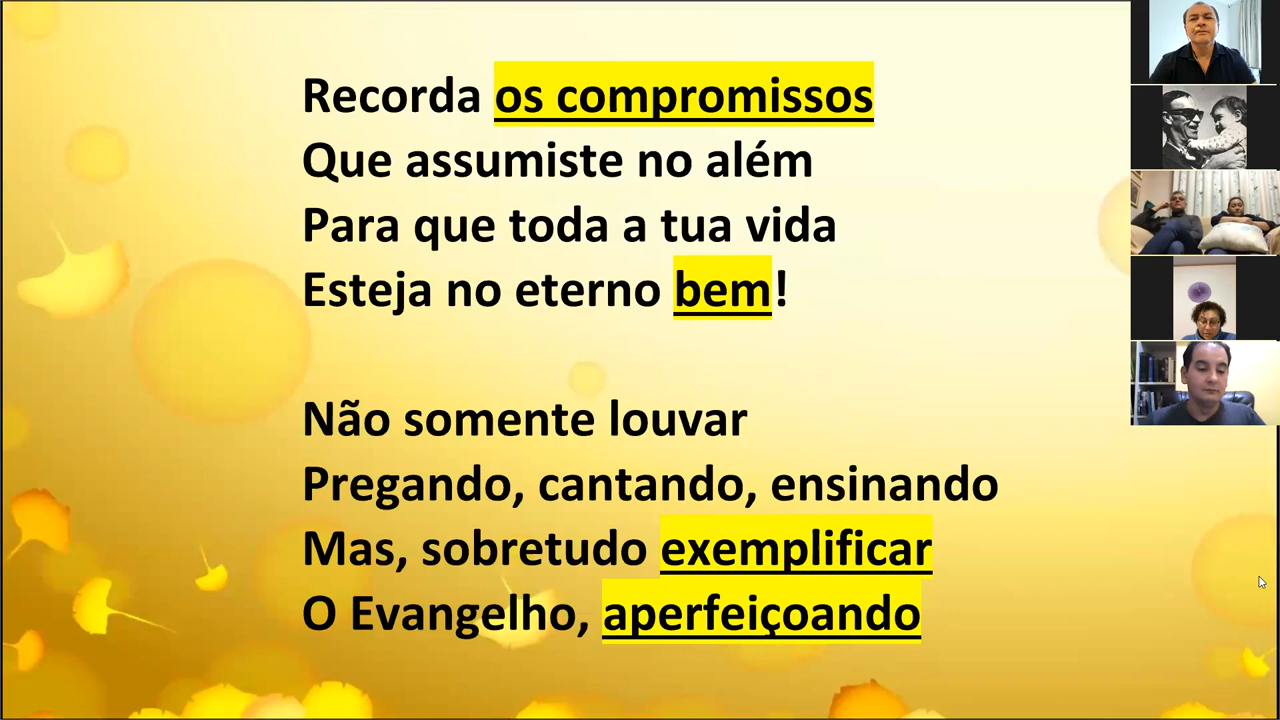 Recorda os compromissos
Que assumiste no além
Para que toda a tua vida
Esteja no eterno bem!
Não somente louvar
Pregando, cantando, ensinando
Mas, sobretudo exemplificar
O Evangelho, aperfeiçoando